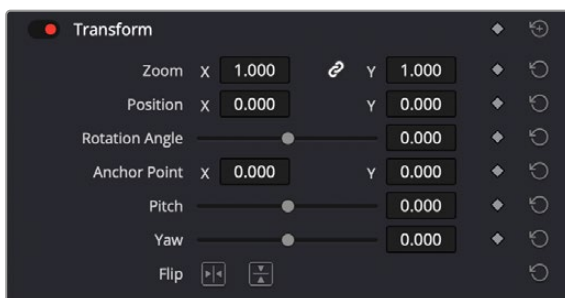 Transform
Zoom X 1.000 Y 1.000
Position X 0.000 Y 0.000
Rotation Angle 0.000
Anchor Point X 0.000 Y 0.000
Pitch 0.000
Yaw 0.000
Flip